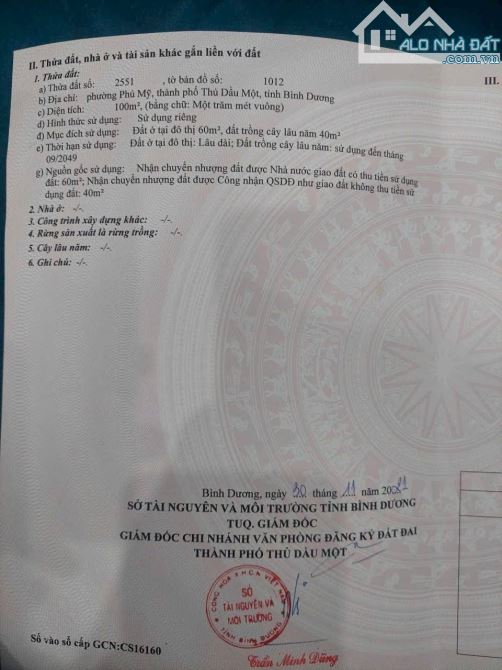 ALO NHÀ ĐẤT
.com.vn
II. Thửa đất, nhà ở và tài sản khác gắn liền với đất
III.
1. Thửa đất:
a) Thửa đất số: 2551 , tờ bản đồ số: 1012
b) Địa chỉ: phường Phú Mỹ, thành phố Thủ Dầu Một, tỉnh Bình Dương
c) Diện tích: 100m², (bằng chữ: Một trăm mét vuông)
d) Hình thức sử dụng: Sử dụng riêng
đ) Mục đích sử dụng: Đất ở tại đô thị 60m², đất trồng cây lâu năm 40m²
e) Thời hạn sử dụng: Đất ở tại đô thị: Lâu dài; Đất trồng cây lâu năm: sử dụng đến tháng
09/2049
g) Nguồn gốc sử dụng: Nhận chuyển nhượng đất được Nhà nước giao đất có thu tiền sử dụng
đất: 60m²; Nhận chuyển nhượng đất được Công nhận QSDĐ như giao đất không thu tiền sử
dụng đất: 40m²
2. Nhà ở: -/-.
3. Công trình xây dựng khác: -/-.
4. Rừng sản xuất là rừng trồng: -/-.
5. Cây lâu năm: -/-.
6. Ghi chú: -/-.
Bình Dương, ngày 30 tháng 11 năm 2021
SỞ TÀI NGUYÊN VÀ MÔI TRƯỜNG TỈNH BÌNH DƯƠNG
TUQ. GIÁM ĐỐC
GIÁM ĐỐC CHI NHÁNH VĂN PHÒNG ĐĂNG KÝ ĐẤT ĐAI
THÀNH PHỐ THỦ DẦU MỘT
CỘNG HÒA X.H.C.N VIỆT NAM
SỞ
TÀI NGUYÊN VÀ
MÔI TRƯỜNG
TỈNH BÌNH DƯƠNG
Số vào sổ cấp GCN:CS16160
Trần Minh Dũng